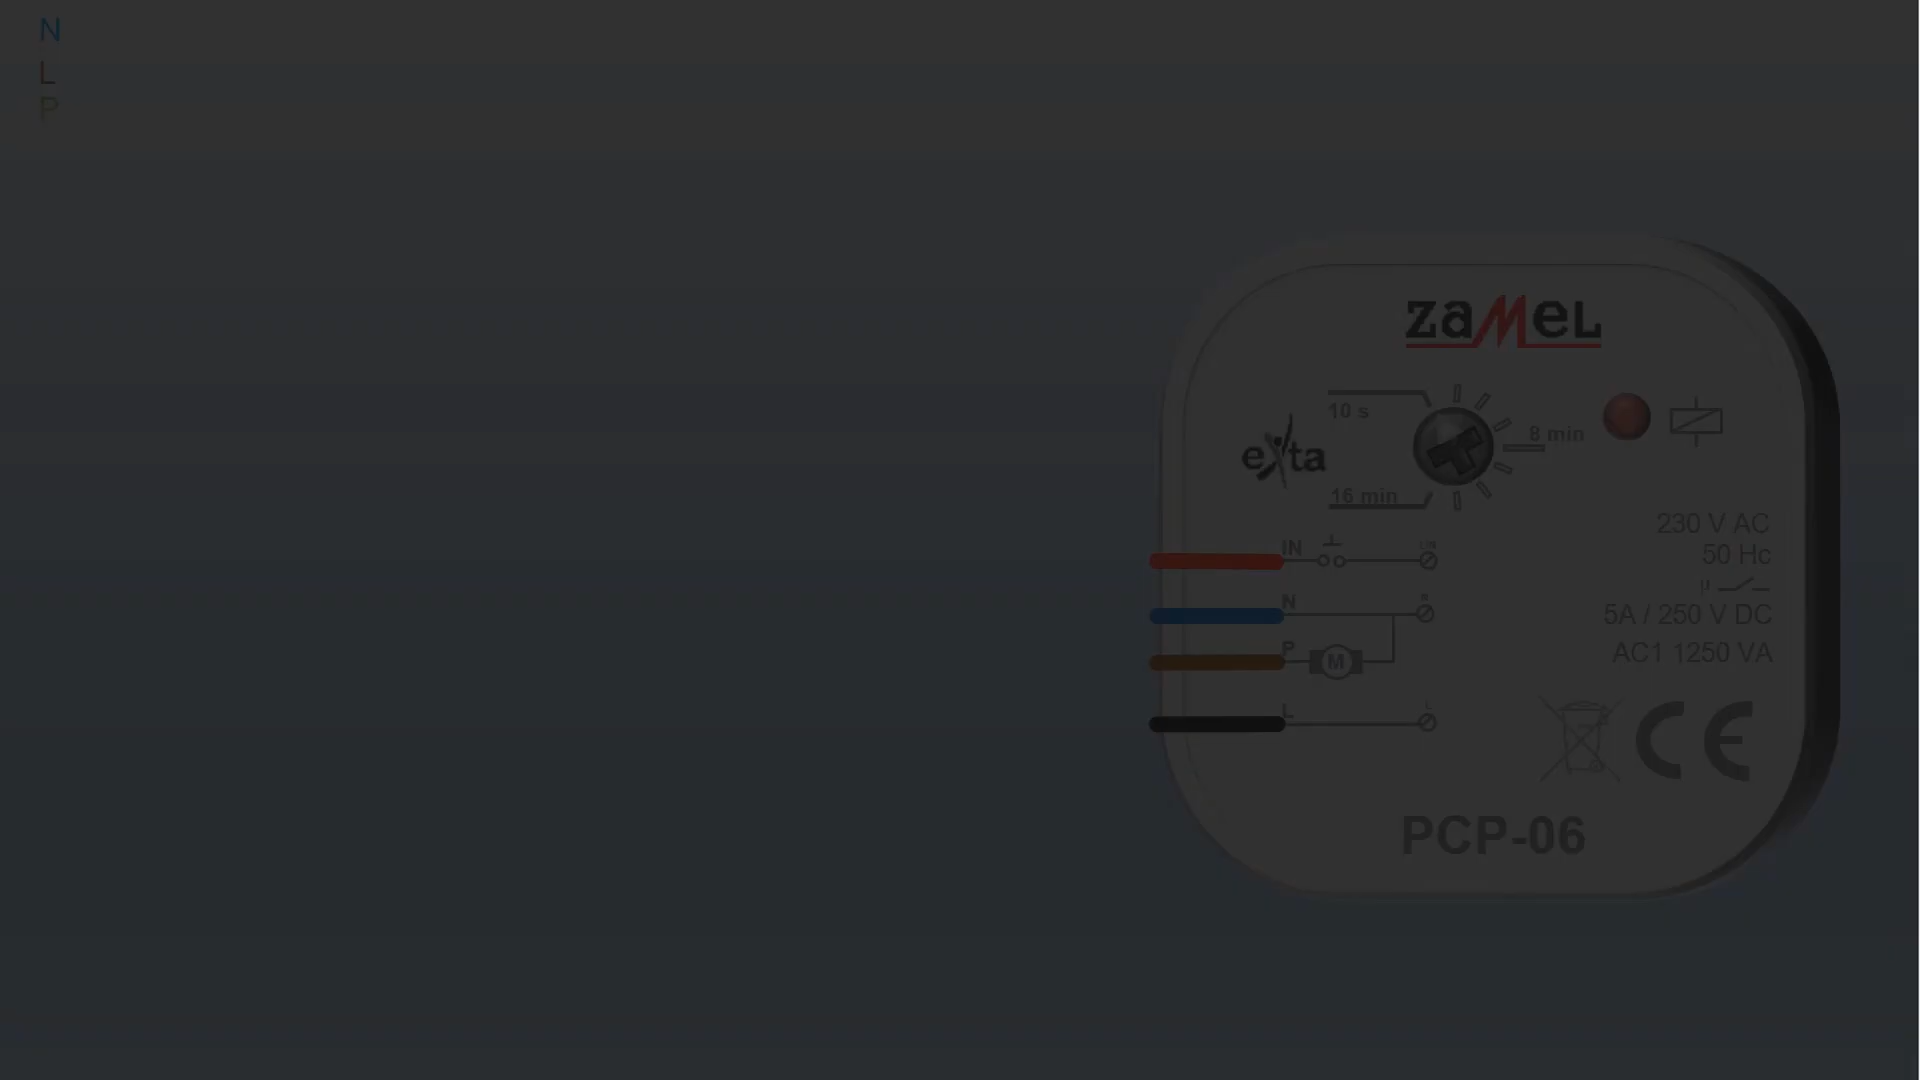 N
L
P
zaMeL
10 s
8 min
exta
16 min
230 V AC
IN
50 Hc
µ
N
5A / 250 V DC
P
M
AC1 1250 VA
L
L
CE
PCP-06